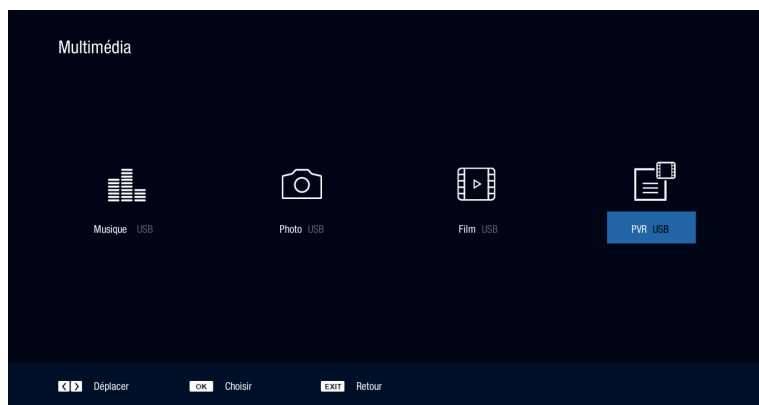 Multimédia
Musique USB
Photo USB
Film USB
PVR USB
Déplacer
OK Choisir
EXIT Retour